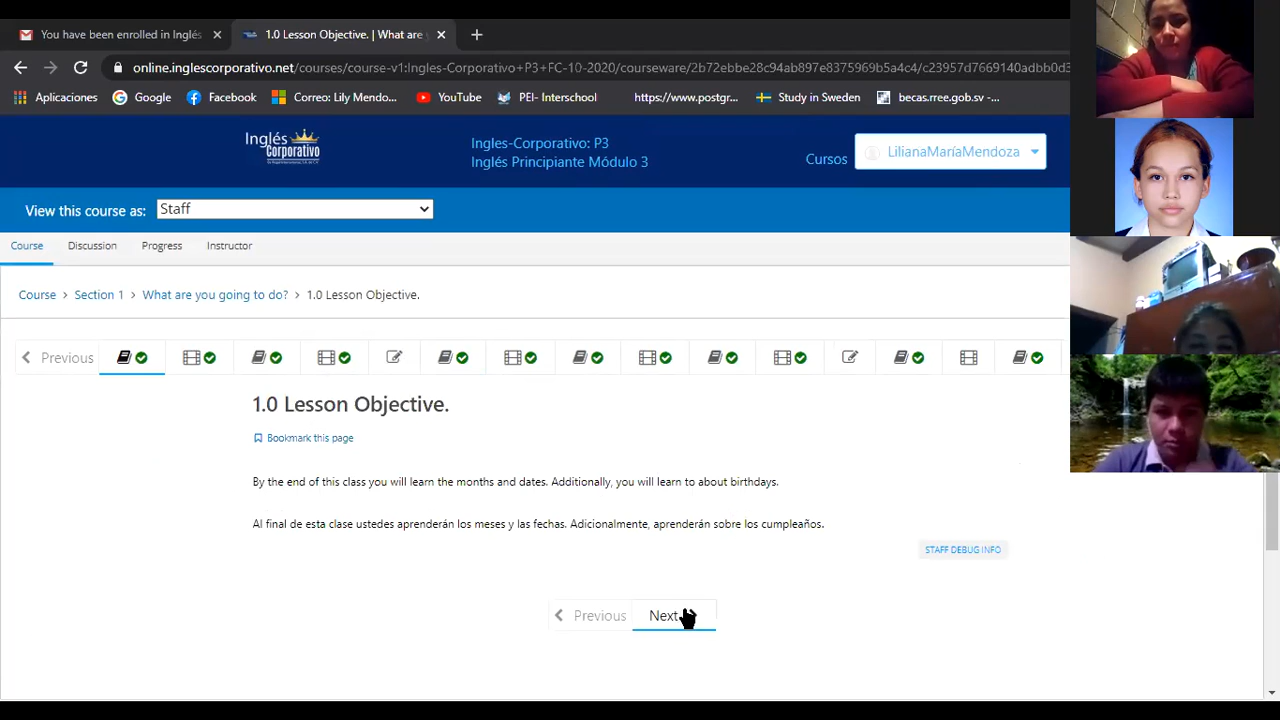 You have been enrolled in Inglés
1.0 Lesson Objective. | What are
online.inglescorporativo.net/courses/course-v1:Ingles-Corporativo+P3+FC-10-2020/courseware/2b72ebbe28c94ab897e8375969b5a4c4/c23957d7669140adbb0d3
Aplicaciones Google Facebook Correo: Lily Mendo... YouTube PEI- Interschool https://www.postgr... Study in Sweden becas.rree.gob.sv -...
Inglés
Corporativo
Ingles-Corporativo: P3
Inglés Principiante Módulo 3
Cursos
LilianaMaríaMendoza
View this course as: Staff
Course Discussion Progress Instructor
Course > Section 1 > What are you going to do? > 1.0 Lesson Objective.
Previous
1.0 Lesson Objective.
Bookmark this page
By the end of this class you will learn the months and dates. Additionally, you will learn to about birthdays.
Al final de esta clase ustedes aprenderán los meses y las fechas. Adicionalmente, aprenderán sobre los cumpleaños.
STAFF DEBUG INFO
Previous Next